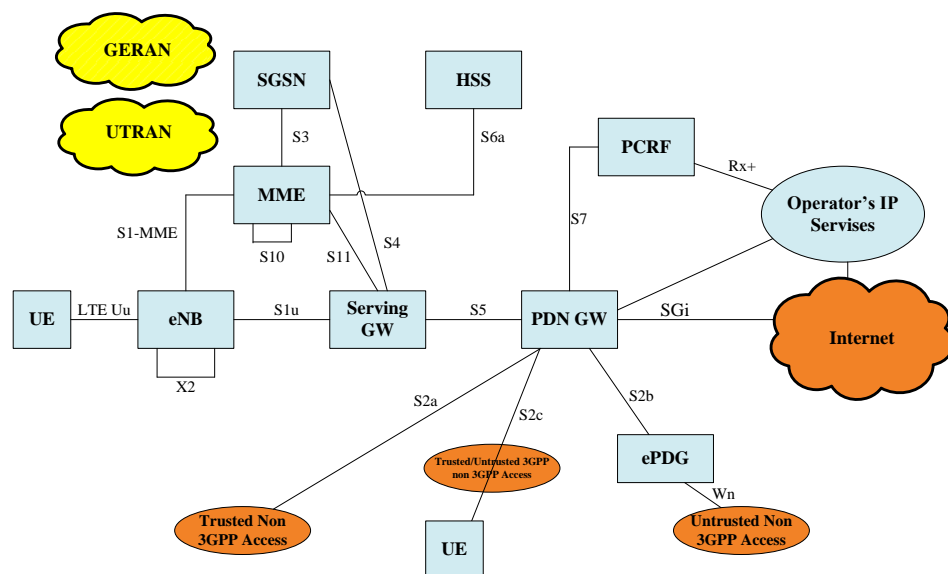 GERAN
SGSN
HSS
UTRAN
S3
S6a
PCRF
Rx+
MME
Operator's IP
Servises
S1-MME
S10
S11
S4
S7
UE
LTE Uu
eNB
S1u
Serving
GW
S5
PDN GW
SGi
Internet
X2
S2a
S2c
S2b
Trusted/Untrusted 3GPP
non 3GPP Access
ePDG
Wn
Trusted Non
3GPP Access
UE
Untrusted Non
3GPP Access